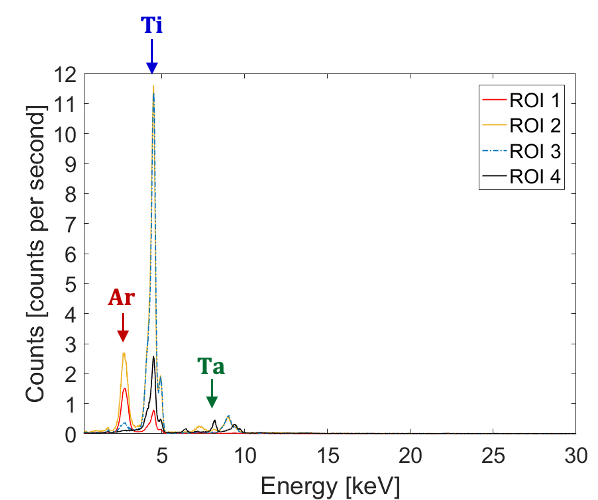 Ti
12
11
10
9
8
7
6
5
4
3
2
1
0
Counts [counts per second]
ROI 1
ROI 2
ROI 3
ROI 4
Ar
Ta
5 10 15 20 25 30
Energy [keV]